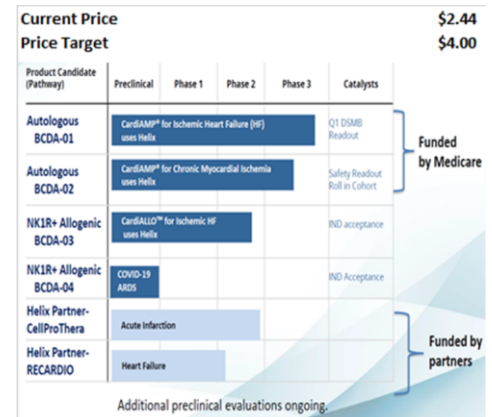 Current Price $2.44
Price Target $4.00
Product Candidate
(Pathway) Preclinical Phase 1 Phase 2 Phase 3 Catalysts
Autologous
BCDA-01
CardiAMP® for Ischemic Heart Failure (HF)
uses Helix
Q1 DSMB
Readout
Autologous
BCDA-02
CardiAMP® for Chronic Myocardial Ischemia
uses Helix
Safety Readout
Roll in Cohort
Funded
by Medicare
NK1R+ Allogenic
BCDA-03
CardiALLO™ for Ischemic HF
uses Helix
IND acceptance
NK1R+ Allogenic
BCDA-04
COVID-19
ARDS
IND Acceptance
Helix Partner-
CellProThera
Acute Infarction
Helix Partner-
RECARDIO
Heart Failure
Funded by
partners
Additional preclinical evaluations ongoing.